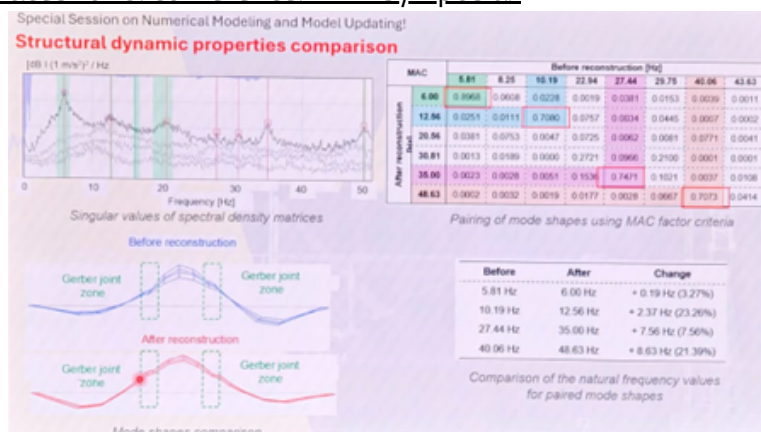 Special Session on Numerical Modeling and Model Updating!
Structural dynamic properties comparison
[dB | (1 m/s²)² / Hz
0 10 20 30 40 50
Frequency [Hz]
Singular values of spectral density matrices
MAC Before reconstruction [Hz]
5.81 8.25 10.19 22.94 27.44 29.75 40.06 43.63
After reconstruction [Hz]
6.00 0.8968 0.0608 0.0228 0.0019 0.0381 0.0153 0.0039 0.0011
12.56 0.0251 0.0111 0.7080 0.0757 0.0034 0.0445 0.0007 0.0002
20.56 0.0381 0.0753 0.0047 0.0725 0.0062 0.0081 0.0771 0.0041
30.81 0.0013 0.0189 0.0000 0.2721 0.0966 0.2100 0.0001 0.0001
35.00 0.0023 0.0028 0.0051 0.1536 0.7471 0.1021 0.0037 0.0108
48.63 0.0002 0.0032 0.0019 0.0177 0.0028 0.0667 0.7073 0.0414
Pairing of mode shapes using MAC factor criteria
Before reconstruction
Gerber joint zone
Gerber joint zone
After reconstruction
Gerber joint zone
Gerber joint zone
Mode shapes comparison
Before After Change
5.81 Hz 6.00 Hz + 0.19 Hz (3.27%)
10.19 Hz 12.56 Hz + 2.37 Hz (23.26%)
27.44 Hz 35.00 Hz + 7.56 Hz (7.56%)
40.06 Hz 48.63 Hz + 8.63 Hz (21.39%)
Comparison of the natural frequency values
for paired mode shapes